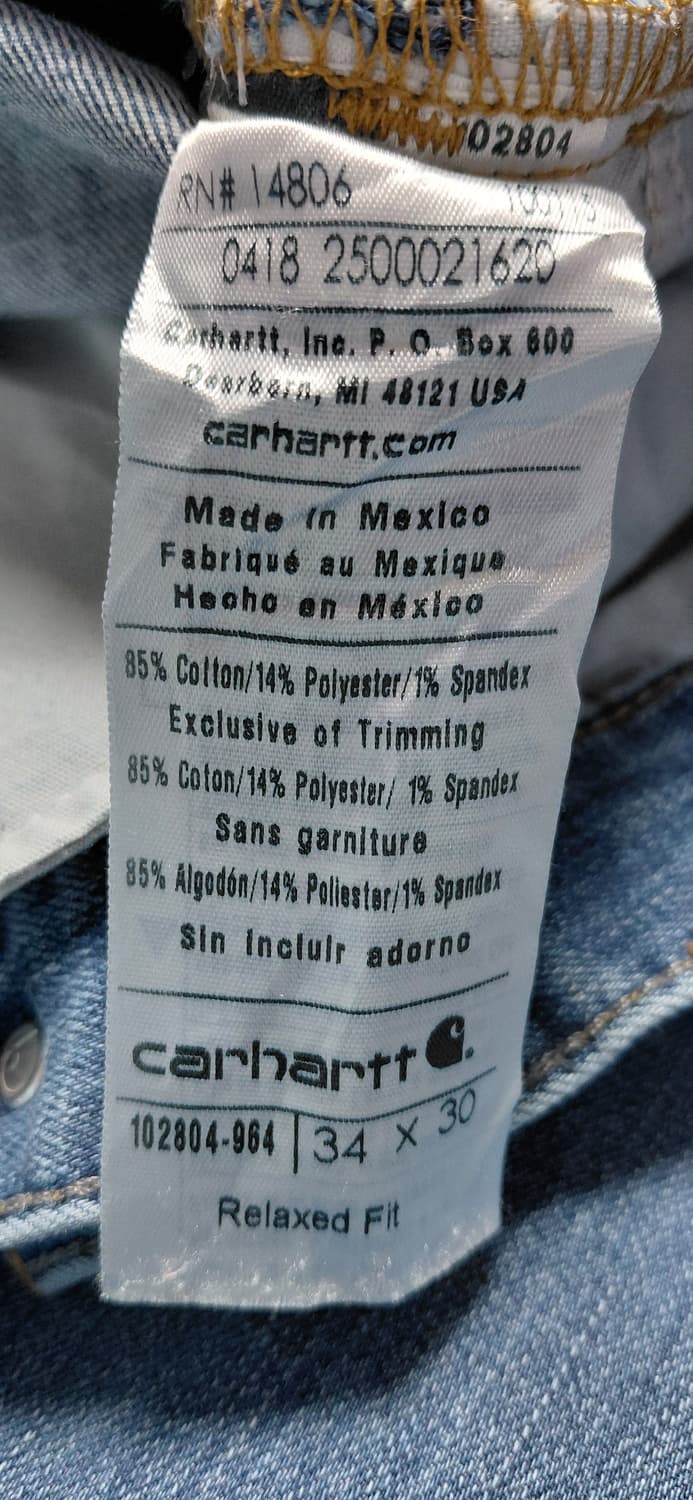 102804
RN# 14806
0418 2500021620
Carhartt, Inc. P. O. Box 600
Dearborn, MI 48121 USA
carhartt.com
Made in Mexico
Fabriqué au Mexique
Hecho en México
85% Cotton/14% Polyester/1% Spandex
Exclusive of Trimming
85% Coton/14% Polyester/ 1% Spandex
Sans garniture
85% Algodón/14% Poliester/1% Spandex
Sin incluir adorno
carhartt
102804-964 | 34 X 30
Relaxed Fit